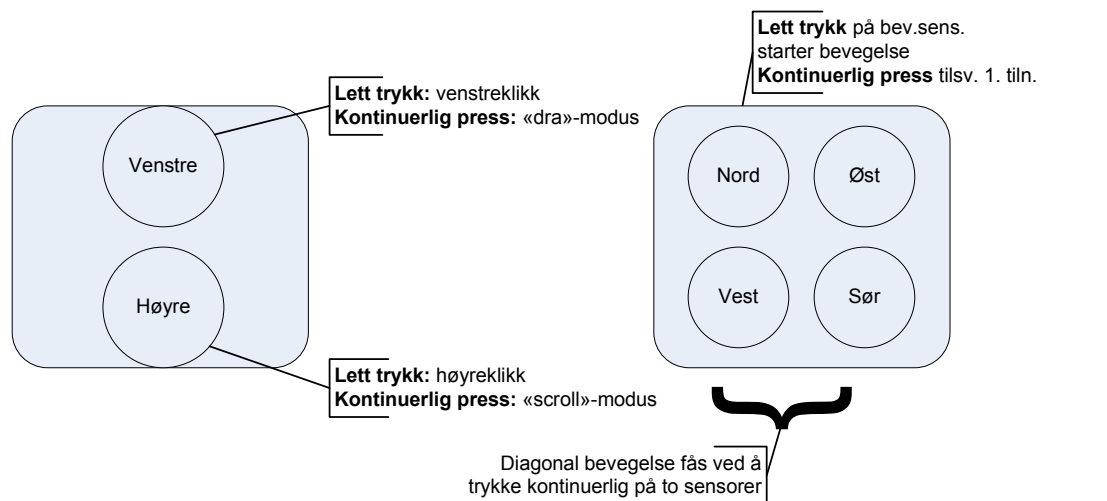 Lett trykk på bev.sens.
starter bevegelse
Kontinuerlig press tilsv. 1. tiln.
Lett trykk: venstreklikk
Kontinuerlig press: «dra»-modus
Venstre
Høyre
Lett trykk: høyreklikk
Kontinuerlig press: «scroll»-modus
Nord
Øst
Vest
Sør
Diagonal bevegelse fås ved å
trykke kontinuerlig på to sensorer